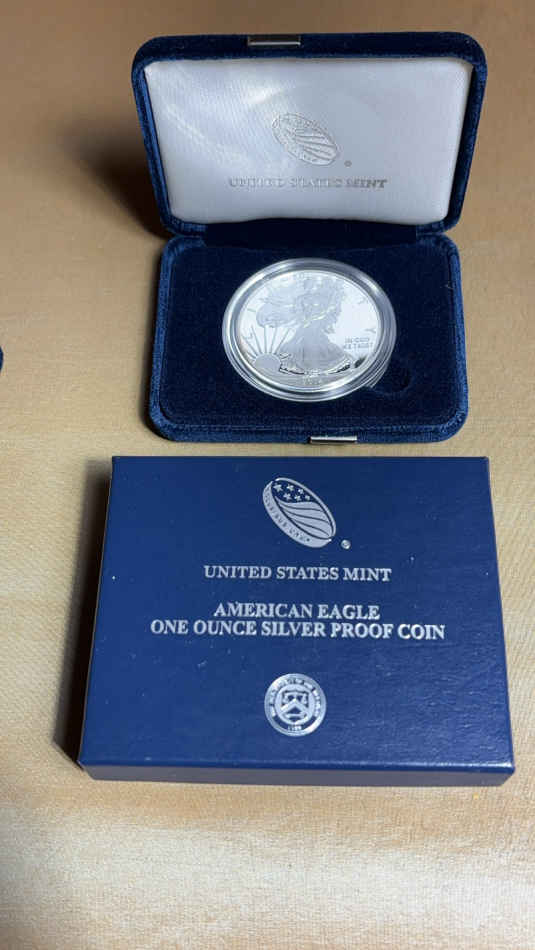 UNITED STATES MINT
IN GOD
WE TRUST
UNITED STATES MINT
AMERICAN EAGLE
ONE OUNCE SILVER PROOF COIN